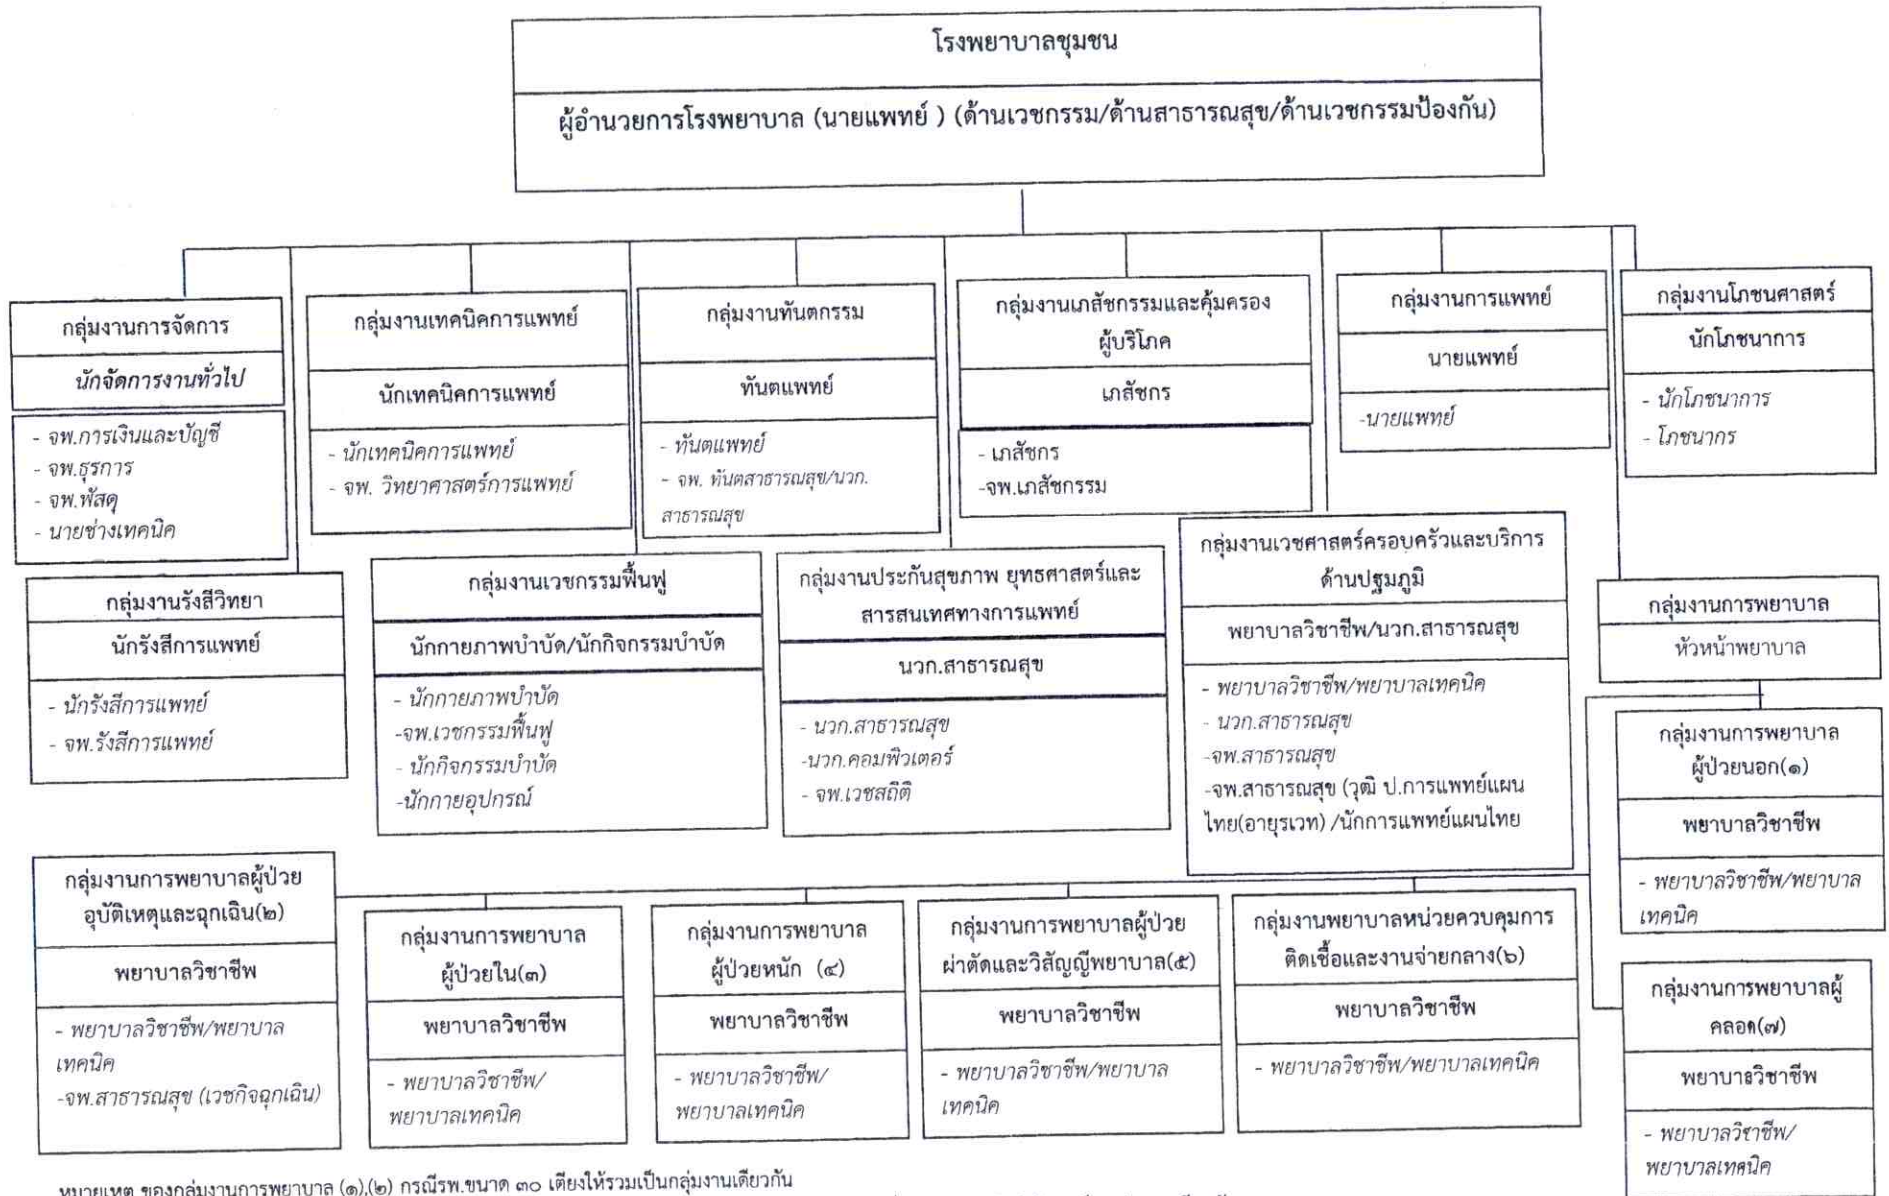 โรงพยาบาลชุมชน
ผู้อำนวยการโรงพยาบาล (นายแพทย์ ) (ด้านเวชกรรม/ด้านสาธารณสุข/ด้านเวชกรรมป้องกัน)
กลุ่มงานการจัดการ
นักจัดการงานทั่วไป
- จพ.การเงินและบัญชี
- จพ.ธุรการ
- จพ.พัสดุ
- นายช่างเทคนิค
กลุ่มงานเทคนิคการแพทย์
นักเทคนิคการแพทย์
- นักเทคนิคการแพทย์
- จพ. วิทยาศาสตร์การแพทย์
กลุ่มงานทันตกรรม
ทันตแพทย์
- ทันตแพทย์
- จพ. ทันตสาธารณสุข/นวก.
สาธารณสุข
กลุ่มงานเภสัชกรรมและคุ้มครอง
ผู้บริโภค
เภสัชกร
- เภสัชกร
-จพ.เภสัชกรรม
กลุ่มงานการแพทย์
นายแพทย์
-นายแพทย์
กลุ่มงานโภชนศาสตร์
นักโภชนาการ
- นักโภชนาการ
- โภชนากร
กลุ่มงานรังสีวิทยา
นักรังสีการแพทย์
- นักรังสีการแพทย์
- จพ.รังสีการแพทย์
กลุ่มงานเวชกรรมฟื้นฟู
นักกายภาพบำบัด/นักกิจกรรมบำบัด
- นักกายภาพบำบัด
-จพ.เวชกรรมฟื้นฟู
- นักกิจกรรมบำบัด
-นักกายอุปกรณ์
กลุ่มงานประกันสุขภาพ ยุทธศาสตร์และ
สารสนเทศทางการแพทย์
นวก.สาธารณสุข
- นวก.สาธารณสุข
-นวก.คอมพิวเตอร์
- จพ.เวชสถิติ
กลุ่มงานเวชศาสตร์ครอบครัวและบริการ
ด้านปฐมภูมิ
พยาบาลวิชาชีพ/นวก.สาธารณสุข
- พยาบาลวิชาชีพ/พยาบาลเทคนิค
- นวก.สาธารณสุข
-จพ.สาธารณสุข
-จพ.สาธารณสุข (วุฒิ ป.การแพทย์แผน
ไทย(อายุรเวท) /นักการแพทย์แผนไทย
กลุ่มงานการพยาบาล
หัวหน้าพยาบาล
กลุ่มงานการพยาบาล
ผู้ป่วยนอก(๑)
พยาบาลวิชาชีพ
- พยาบาลวิชาชีพ/พยาบาล
เทคนิค
กลุ่มงานการพยาบาลผู้ป่วย
อุบัติเหตุและฉุกเฉิน(๒)
พยาบาลวิชาชีพ
- พยาบาลวิชาชีพ/พยาบาล
เทคนิค
-จพ.สาธารณสุข (เวชกิจฉุกเฉิน)
กลุ่มงานการพยาบาล
ผู้ป่วยใน(๓)
พยาบาลวิชาชีพ
- พยาบาลวิชาชีพ/
พยาบาลเทคนิค
กลุ่มงานการพยาบาล
ผู้ป่วยหนัก (๔)
พยาบาลวิชาชีพ
- พยาบาลวิชาชีพ/
พยาบาลเทคนิค
กลุ่มงานการพยาบาลผู้ป่วย
ผ่าตัดและวิสัญญีพยาบาล(๕)
พยาบาลวิชาชีพ
- พยาบาลวิชาชีพ/พยาบาล
เทคนิค
กลุ่มงานพยาบาลหน่วยควบคุมการ
ติดเชื้อและงานจ่ายกลาง(๖)
พยาบาลวิชาชีพ
- พยาบาลวิชาชีพ/พยาบาลเทคนิค
กลุ่มงานการพยาบาลผู้
คลอด(๗)
พยาบาลวิชาชีพ
- พยาบาลวิชาชีพ/
พยาบาลเทคนิค
หมายเหตุ ของกลุ่มงานการพยาบาล (๑),(๒) กรณีรพ.ขนาด ๓๐ เตียงให้รวมเป็นกลุ่มงานเดียวกัน